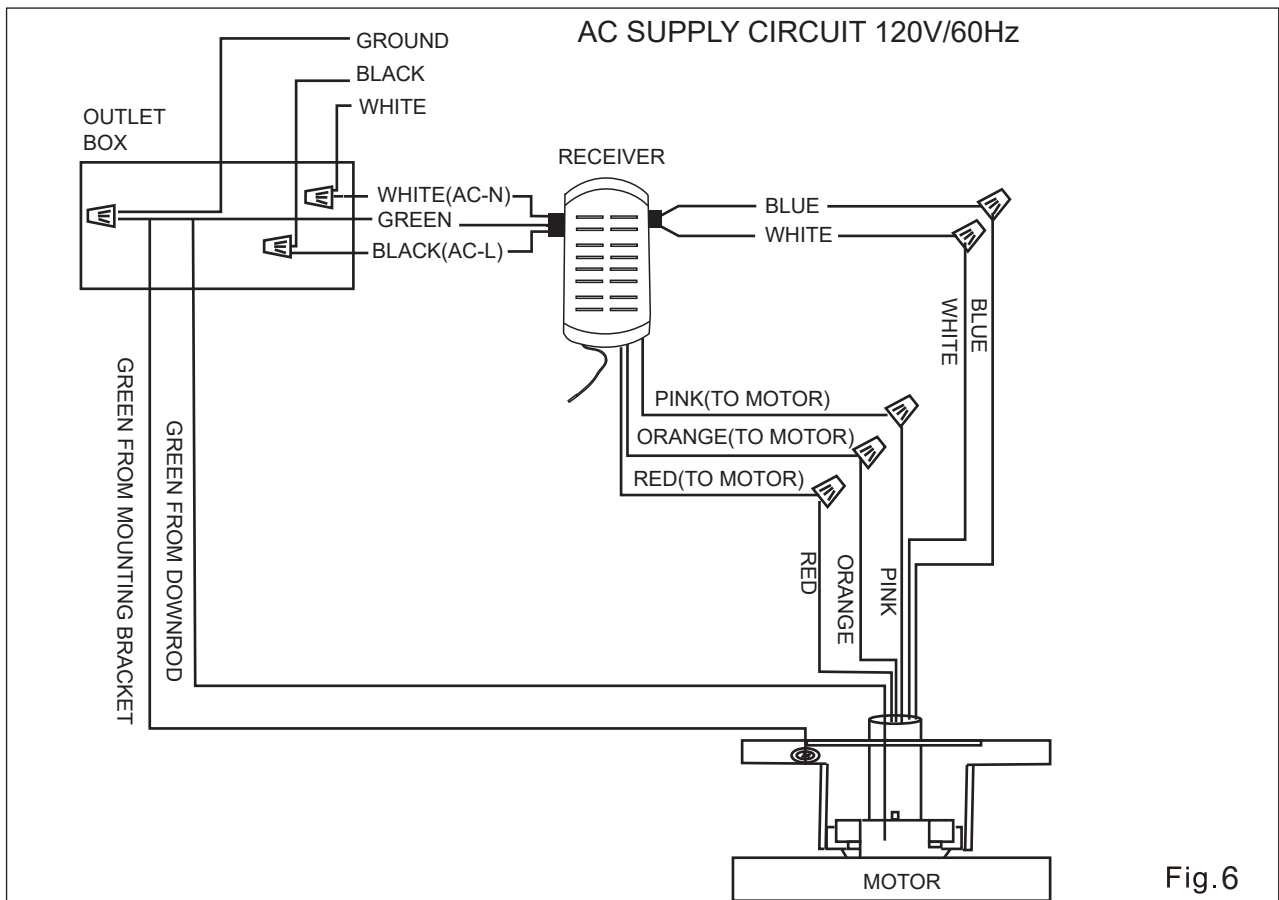 AC SUPPLY CIRCUIT 120V/60Hz
GROUND
BLACK
WHITE
OUTLET
BOX
RECEIVER
WHITE(AC-N)
GREEN
BLACK(AC-L)
BLUE
WHITE
WHITE
BLUE
GREEN FROM MOUNTING BRACKET
GREEN FROM DOWNROD
PINK(TO MOTOR)
ORANGE(TO MOTOR)
RED(TO MOTOR)
RED
ORANGE
PINK
MOTOR
Fig.6